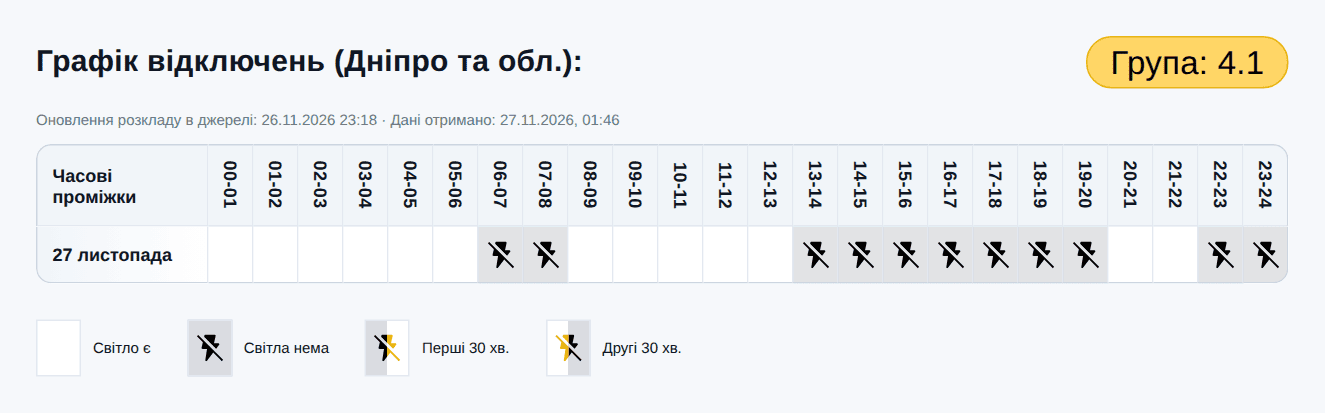 Графік відключень (Дніпро та обл.):
Група: 4.1
Оновлення розкладу в джерелі: 26.11.2026 23:18 · Дані отримано: 27.11.2026, 01:46
Часові
проміжки
00-01
01-02
02-03
03-04
04-05
05-06
06-07
07-08
08-09
09-10
10-11
11-12
12-13
13-14
14-15
15-16
16-17
17-18
18-19
19-20
20-21
21-22
22-23
23-24
27 листопада
Світло є
Світла нема
Перші 30 хв.
Другі 30 хв.